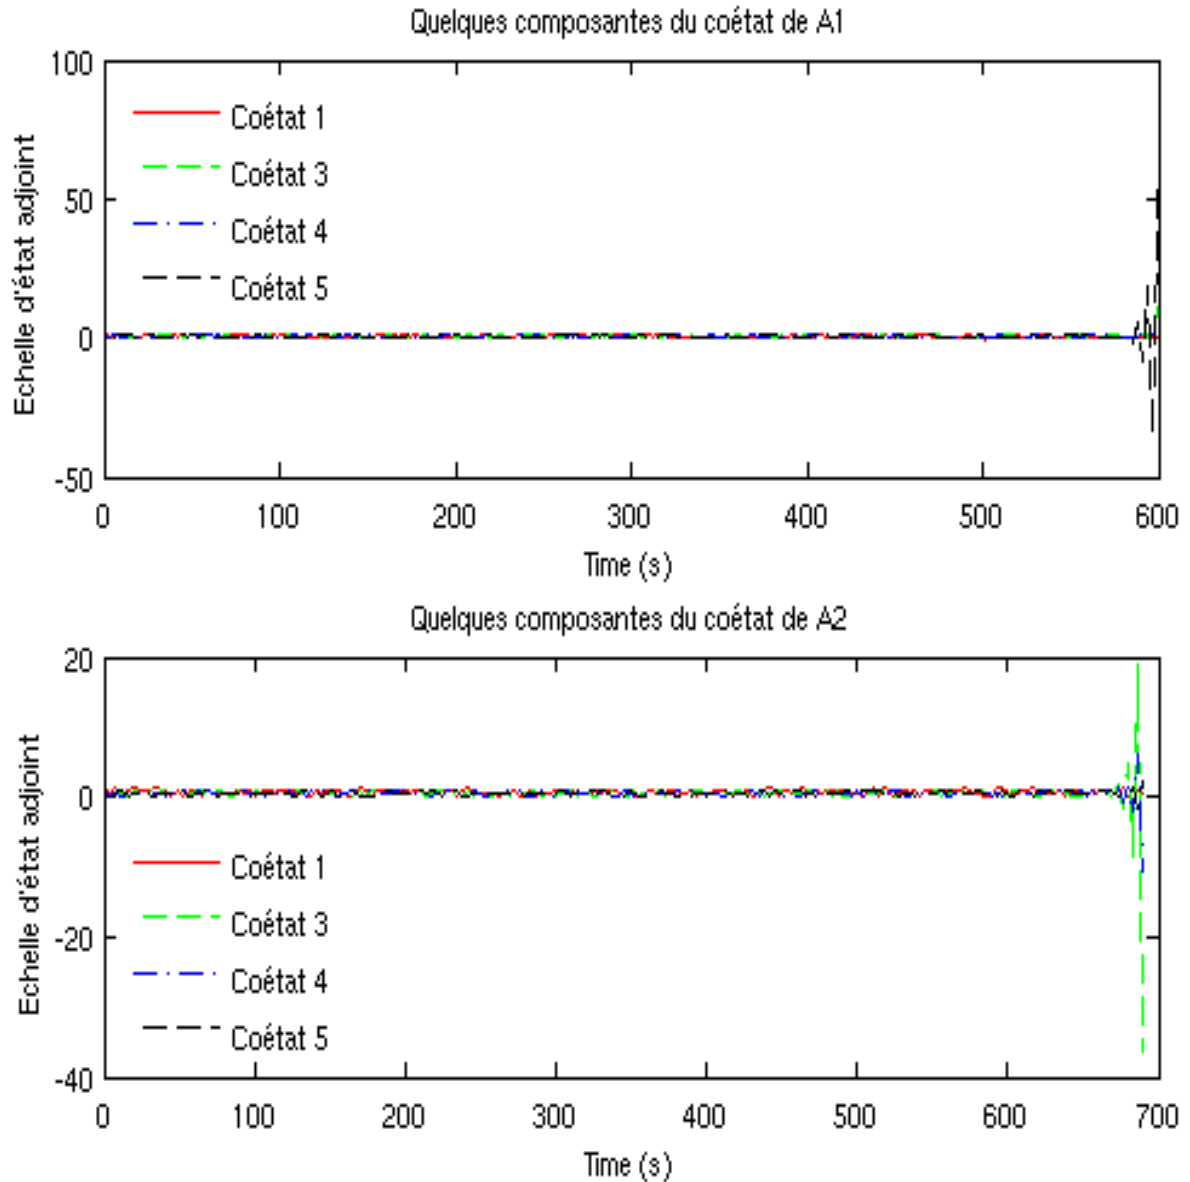 Quelques composantes du coétat de A1
100
50
0
-50
Echelle d'état adjoint
Coétat 1
Coétat 3
Coétat 4
Coétat 5
0 100 200 300 400 500 600
Time (s)
Quelques composantes du coétat de A2
20
0
-20
-40
Echelle d'état adjoint
Coétat 1
Coétat 3
Coétat 4
Coétat 5
0 100 200 300 400 500 600 700
Time (s)